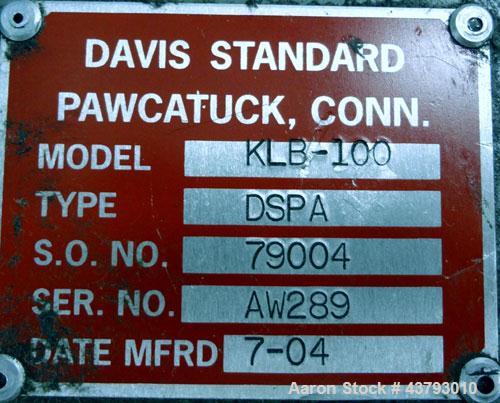 DAVIS STANDARD
PAWCATUCK, CONN.
MODEL KLB-100
TYPE DSPA
S.O. NO. 79004
SER. NO. AW289
DATE MFRD 7-04
Aaron Stock # 43793010